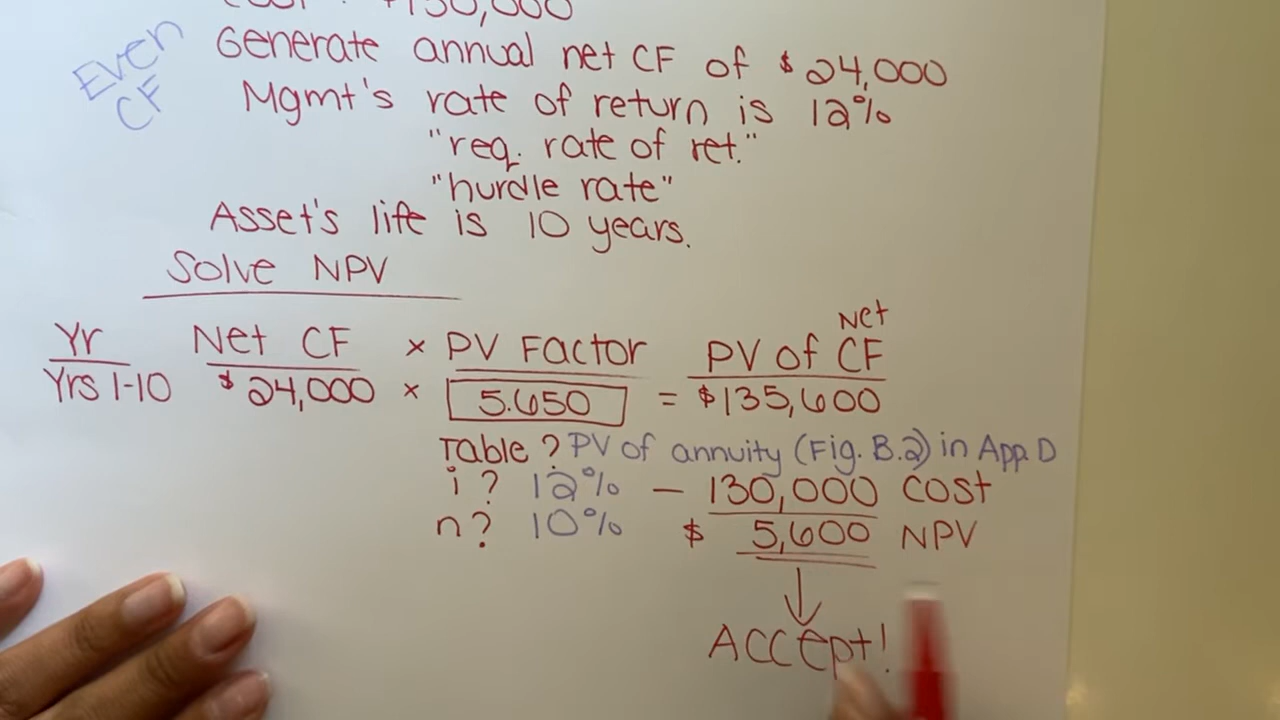 Cost: $130,000
Even CF
Generate annual net CF of $24,000
Mgmt's rate of return is 12%
"req. rate of ret."
"hurdle rate"
Asset's life is 10 years.
Solve NPV
Yr Net CF × PV Factor PV of Net CF
Yrs 1-10 $24,000 × 5.650 = $135,600
Table? PV of annuity (Fig. B.2) in App. D
i? 12% - 130,000 cost
n? 10% $ 5,600 NPV
ACCept!